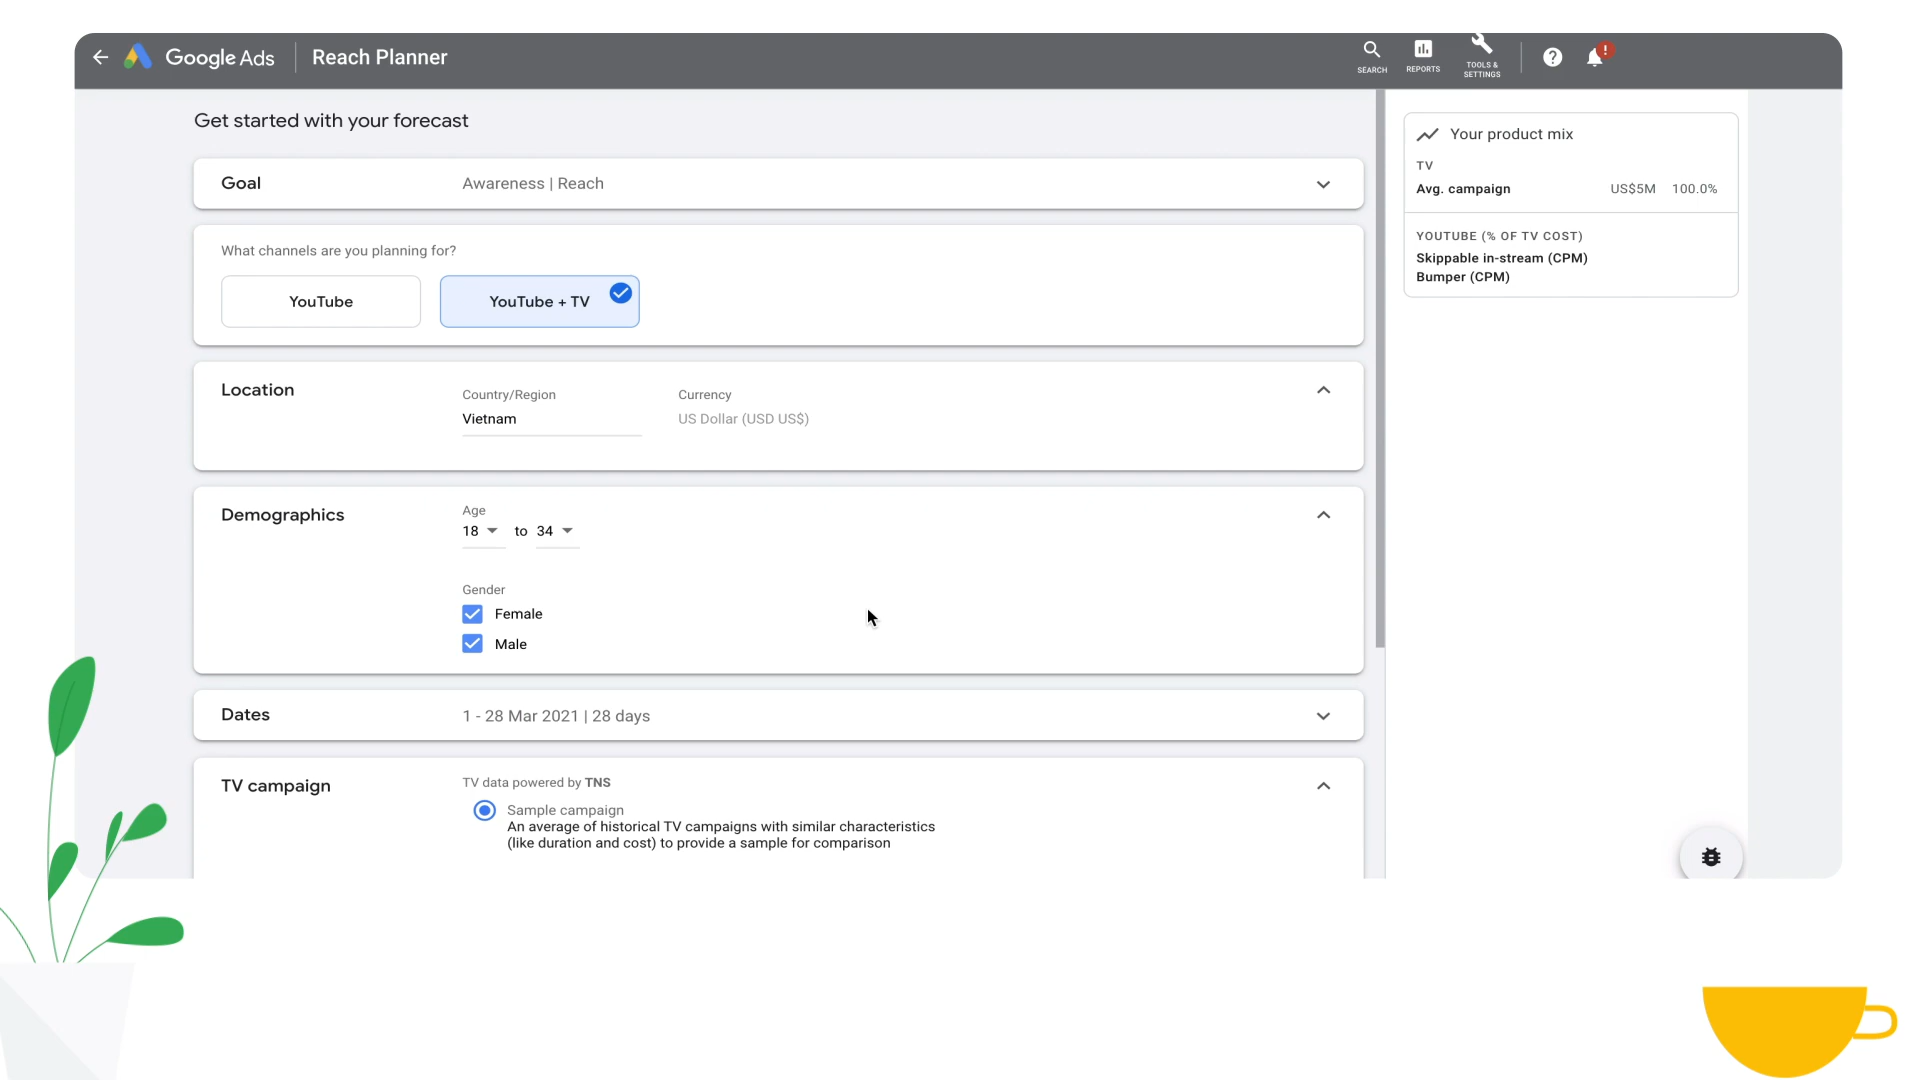 Google Ads
Reach Planner
SEARCH
REPORTS
TOOLS &
SETTINGS
Get started with your forecast
Goal
Awareness | Reach
What channels are you planning for?
YouTube
YouTube + TV
Location
Country/Region
Currency
Vietnam
US Dollar (USD US$)
Demographics
Age
18 to 34
Gender
Female
Male
Dates
1 - 28 Mar 2021 | 28 days
TV campaign
TV data powered by TNS
Sample campaign
An average of historical TV campaigns with similar characteristics
(like duration and cost) to provide a sample for comparison
Your product mix
TV
Avg. campaign US$5M 100.0%
YOUTUBE (% OF TV COST)
Skippable in-stream (CPM)
Bumper (CPM)